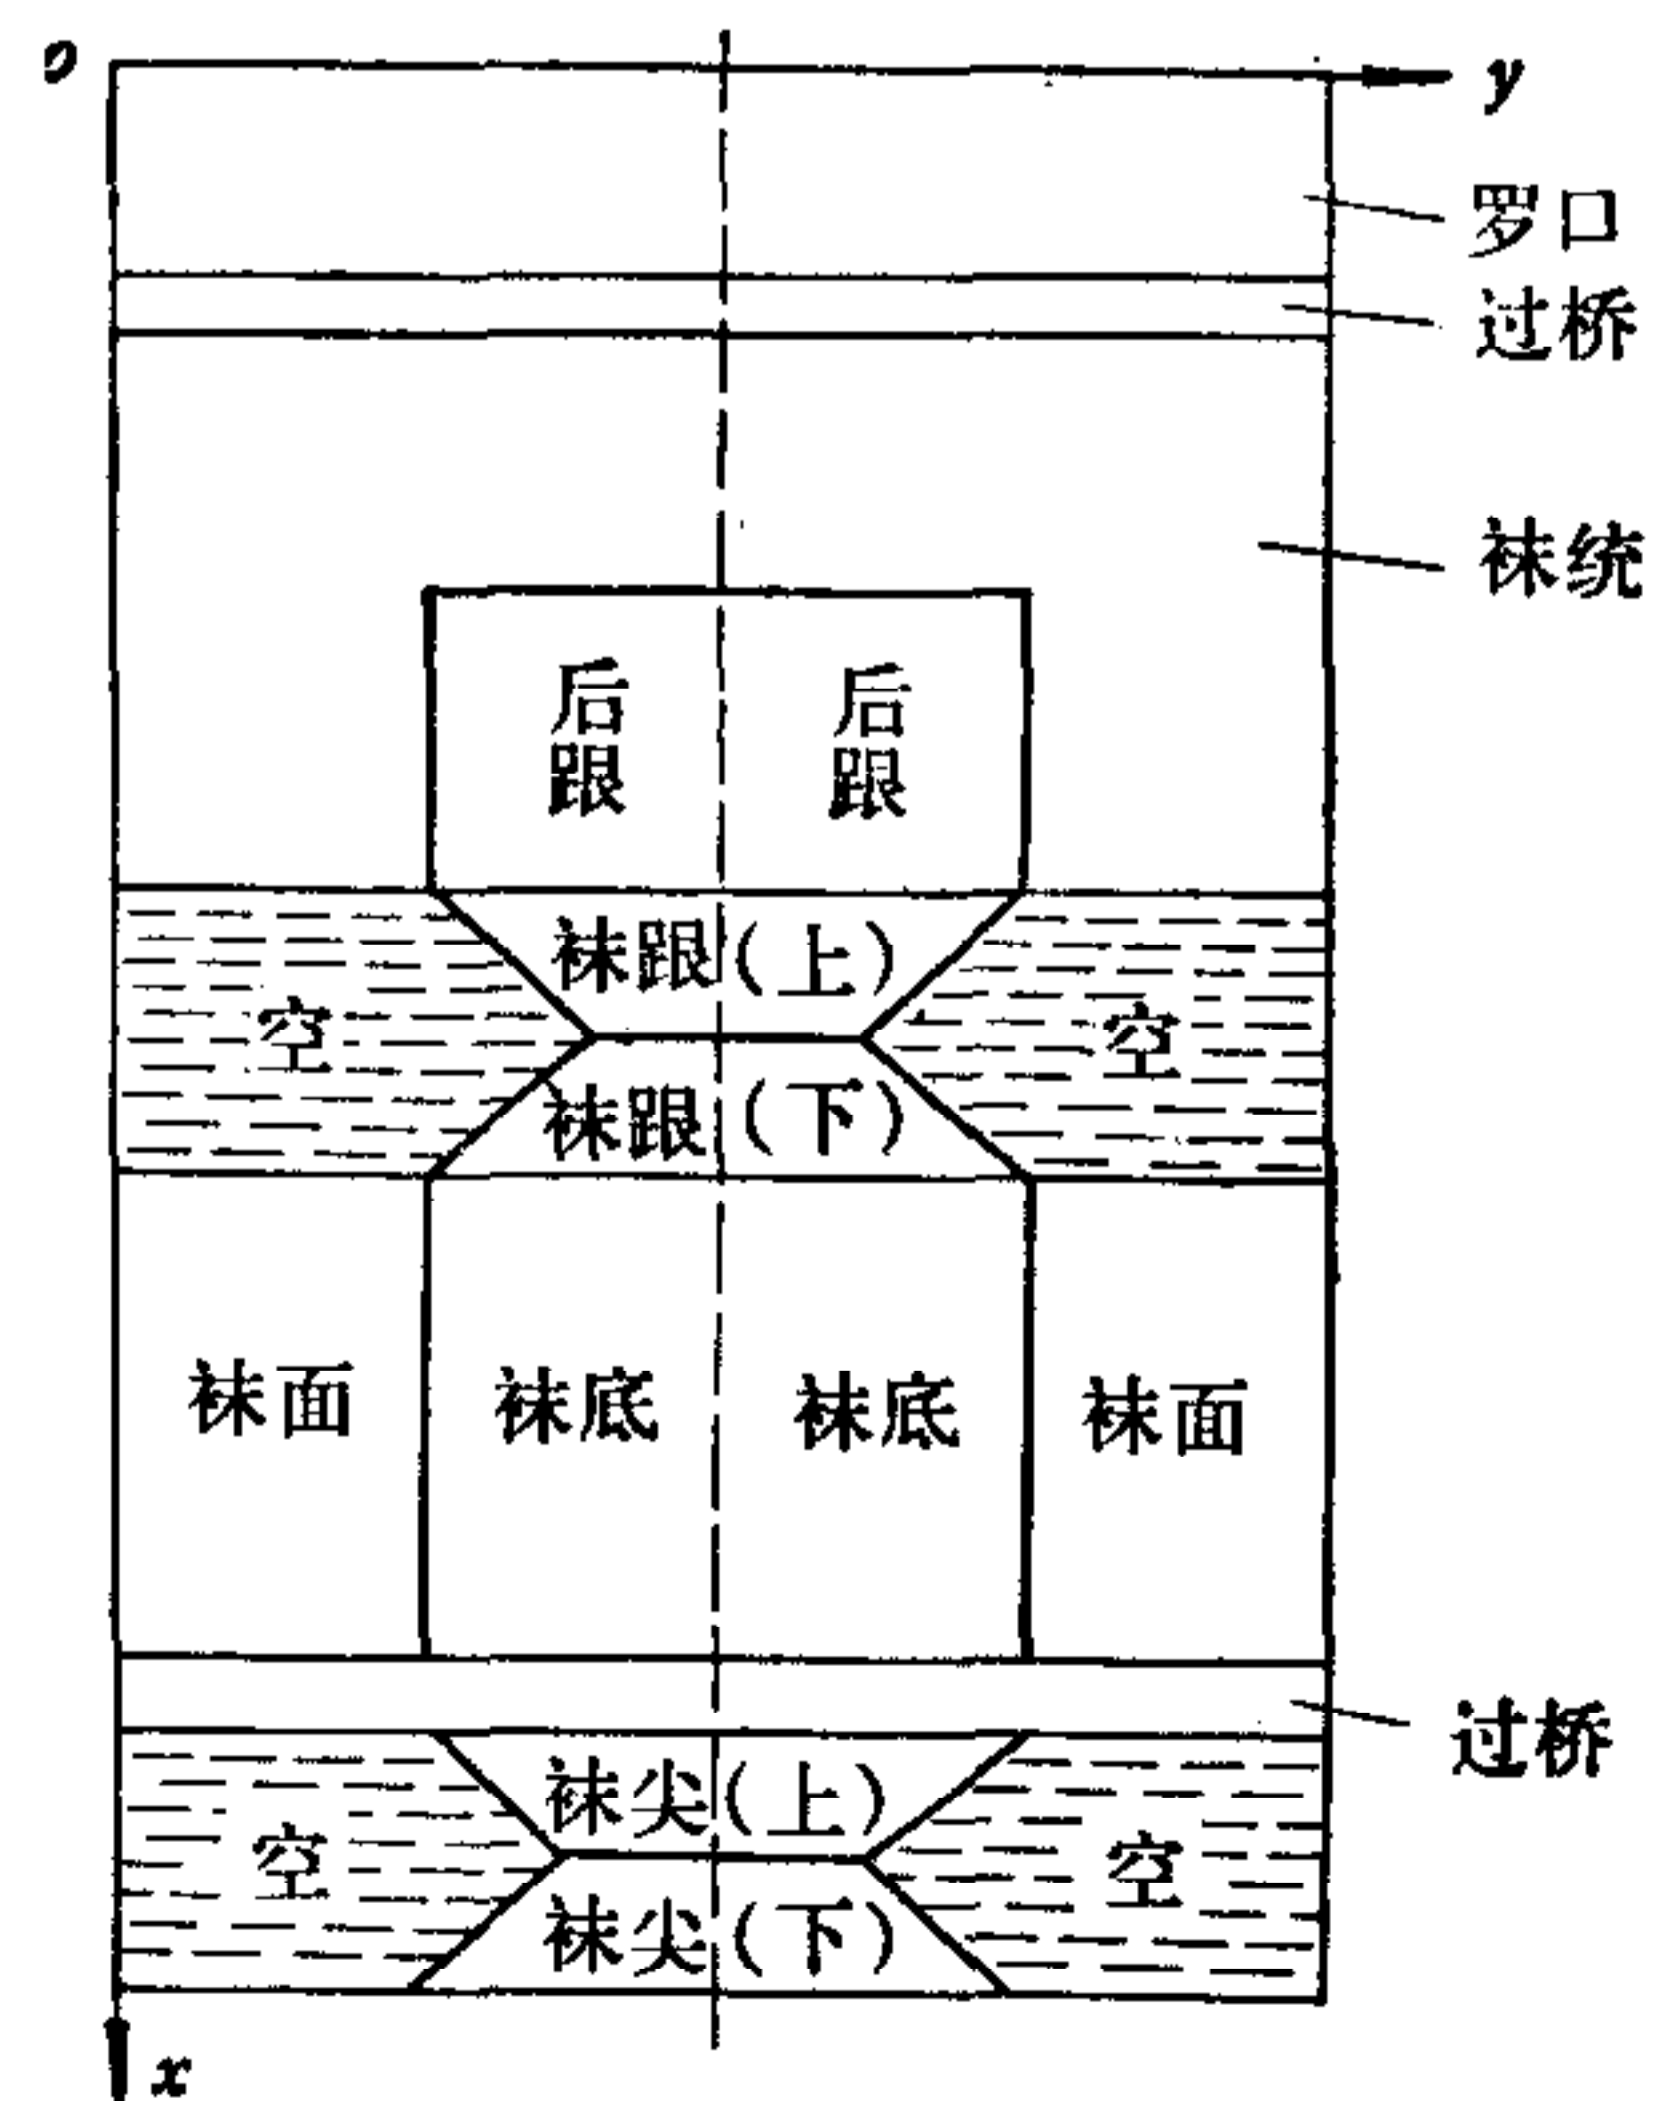 o
y
罗口
过桥
袜统
后跟 后跟
袜跟(上)
空 空
袜跟(下)
袜面 袜底 袜底 袜面
过桥
袜尖(上)
空 空
袜尖(下)
x